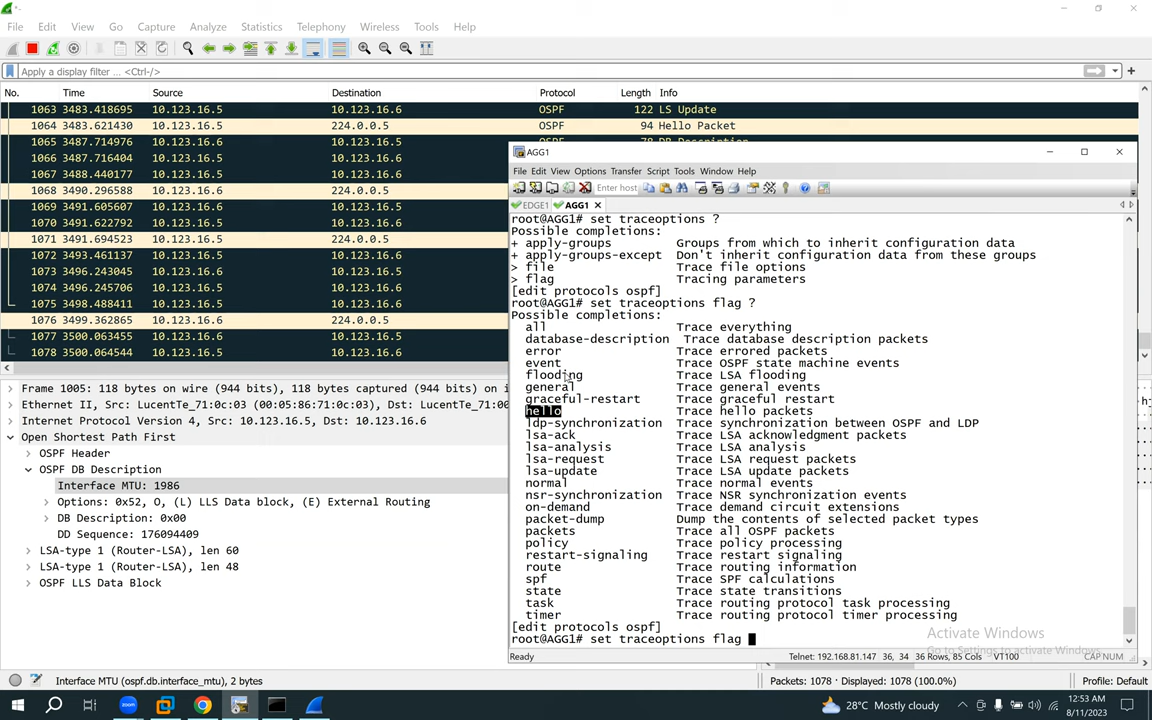 *-
File Edit View Go Capture Analyze Statistics Telephony Wireless Tools Help
Apply a display filter ... <Ctrl-/>
No. Time Source Destination Protocol Length Info
1063 3483.418695 10.123.16.5 10.123.16.6 OSPF 122 LS Update
1064 3483.621430 10.123.16.5 224.0.0.5 OSPF 94 Hello Packet
1065 3487.714976 10.123.16.6 10.123.16.5 OSPF 78 DB Description
1066 3487.716404 10.123.16.5 10.123.16.6
1067 3488.440177 10.123.16.5 10.123.16.6
1068 3490.296588 10.123.16.6 224.0.0.5
1069 3491.605607 10.123.16.6 10.123.16.5
1070 3491.622792 10.123.16.5 10.123.16.6
1071 3491.694523 10.123.16.5 224.0.0.5
1072 3493.461137 10.123.16.5 10.123.16.6
1073 3496.243045 10.123.16.6 10.123.16.5
1074 3496.245706 10.123.16.5 10.123.16.6
1075 3498.488411 10.123.16.5 10.123.16.6
1076 3499.362865 10.123.16.6 224.0.0.5
1077 3500.063455 10.123.16.6 10.123.16.5
1078 3500.064544 10.123.16.5 10.123.16.6
Frame 1005: 118 bytes on wire (944 bits), 118 bytes captured (944 bits) on i
Ethernet II, Src: LucentTe_71:0c:03 (00:05:86:71:0c:03), Dst: LucentTe_71:00
Internet Protocol Version 4, Src: 10.123.16.5, Dst: 10.123.16.6
Open Shortest Path First
OSPF Header
OSPF DB Description
Interface MTU: 1986
Options: 0x52, O, (L) LLS Data block, (E) External Routing
DB Description: 0x00
DD Sequence: 176094409
LSA-type 1 (Router-LSA), len 60
LSA-type 1 (Router-LSA), len 48
OSPF LLS Data Block
AGG1
File Edit View Options Transfer Script Tools Window Help
Enter host
EDGE1 AGG1
root@AGG1# set traceoptions ?
Possible completions:
+ apply-groups Groups from which to inherit configuration data
+ apply-groups-except Don't inherit configuration data from these groups
> file Trace file options
> flag Tracing parameters
[edit protocols ospf]
root@AGG1# set traceoptions flag ?
Possible completions:
all Trace everything
database-description Trace database description packets
error Trace errored packets
event Trace OSPF state machine events
flooding Trace LSA flooding
general Trace general events
graceful-restart Trace graceful restart
hello Trace hello packets
ldp-synchronization Trace synchronization between OSPF and LDP
lsa-ack Trace LSA acknowledgment packets
lsa-analysis Trace LSA analysis
lsa-request Trace LSA request packets
lsa-update Trace LSA update packets
normal Trace normal events
nsr-synchronization Trace NSR synchronization events
on-demand Trace demand circuit extensions
packet-dump Dump the contents of selected packet types
packets Trace all OSPF packets
policy Trace policy processing
restart-signaling Trace restart signaling
route Trace routing information
spf Trace SPF calculations
state Trace state transitions
task Trace routing protocol task processing
timer Trace routing protocol timer processing
[edit protocols ospf]
root@AGG1# set traceoptions flag
Activate Windows
Go to Settings to activate Windows.
Ready Telnet: 192.168.81.147 36, 34 36 Rows, 85 Cols VT100 CAP NUM
Interface MTU (ospf.db.interface_mtu), 2 bytes Packets: 1078 · Displayed: 1078 (100.0%) Profile: Default
28°C Mostly cloudy 12:53 AM
8/11/2023